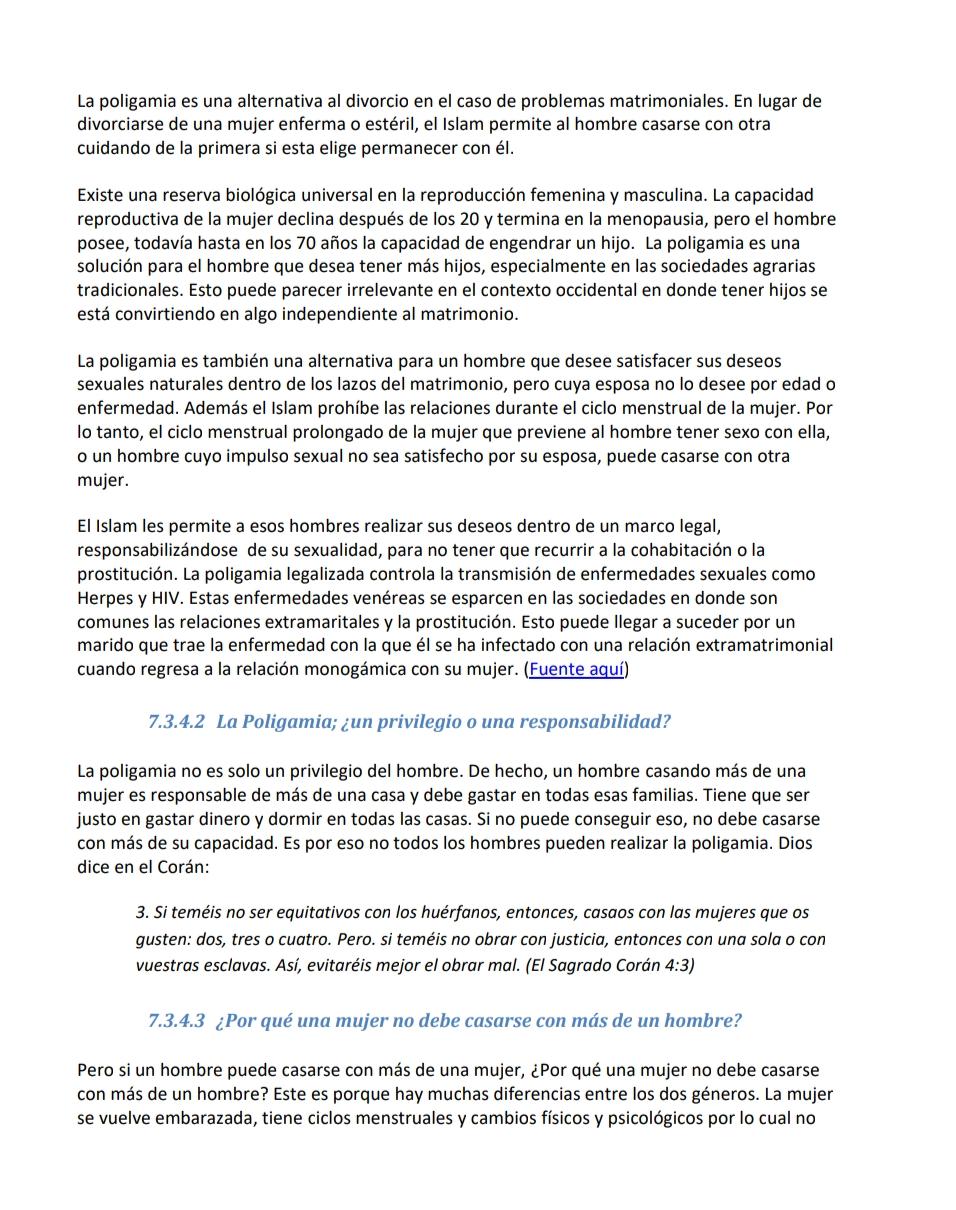 La poligamia es una alternativa al divorcio en el caso de problemas matrimoniales. En lugar de
divorciarse de una mujer enferma o estéril, el Islam permite al hombre casarse con otra
cuidando de la primera si esta elige permanecer con él.
Existe una reserva biológica universal en la reproducción femenina y masculina. La capacidad
reproductiva de la mujer declina después de los 20 y termina en la menopausia, pero el hombre
posee, todavía hasta en los 70 años la capacidad de engendrar un hijo.  La poligamia es una
solución para el hombre que desea tener más hijos, especialmente en las sociedades agrarias
tradicionales. Esto puede parecer irrelevante en el contexto occidental en donde tener hijos se
está convirtiendo en algo independiente al matrimonio.
La poligamia es también una alternativa para un hombre que desee satisfacer sus deseos
sexuales naturales dentro de los lazos del matrimonio, pero cuya esposa no lo desee por edad o
enfermedad. Además el Islam prohíbe las relaciones durante el ciclo menstrual de la mujer. Por
lo tanto, el ciclo menstrual prolongado de la mujer que previene al hombre tener sexo con ella,
o un hombre cuyo impulso sexual no sea satisfecho por su esposa, puede casarse con otra
mujer.
El Islam les permite a esos hombres realizar sus deseos dentro de un marco legal,
responsabilizándose  de su sexualidad, para no tener que recurrir a la cohabitación o la
prostitución. La poligamia legalizada controla la transmisión de enfermedades sexuales como
Herpes y HIV. Estas enfermedades venéreas se esparcen en las sociedades en donde son
comunes las relaciones extramaritales y la prostitución. Esto puede llegar a suceder por un
marido que trae la enfermedad con la que él se ha infectado con una relación extramatrimonial
cuando regresa a la relación monogámica con su mujer. (Fuente aquí)
7.3.4.2  La Poligamia; ¿un privilegio o una responsabilidad?
La poligamia no es solo un privilegio del hombre. De hecho, un hombre casando más de una
mujer es responsable de más de una casa y debe gastar en todas esas familias. Tiene que ser
justo en gastar dinero y dormir en todas las casas. Si no puede conseguir eso, no debe casarse
con más de su capacidad. Es por eso no todos los hombres pueden realizar la poligamia. Dios
dice en el Corán:
3. Si teméis no ser equitativos con los huérfanos, entonces, casaos con las mujeres que os
gusten: dos, tres o cuatro. Pero. si teméis no obrar con justicia, entonces con una sola o con
vuestras esclavas. Así, evitaréis mejor el obrar mal. (El Sagrado Corán 4:3)
7.3.4.3  ¿Por qué una mujer no debe casarse con más de un hombre?
Pero si un hombre puede casarse con más de una mujer, ¿Por qué una mujer no debe casarse
con más de un hombre? Este es porque hay muchas diferencias entre los dos géneros. La mujer
se vuelve embarazada, tiene ciclos menstruales y cambios físicos y psicológicos por lo cual no